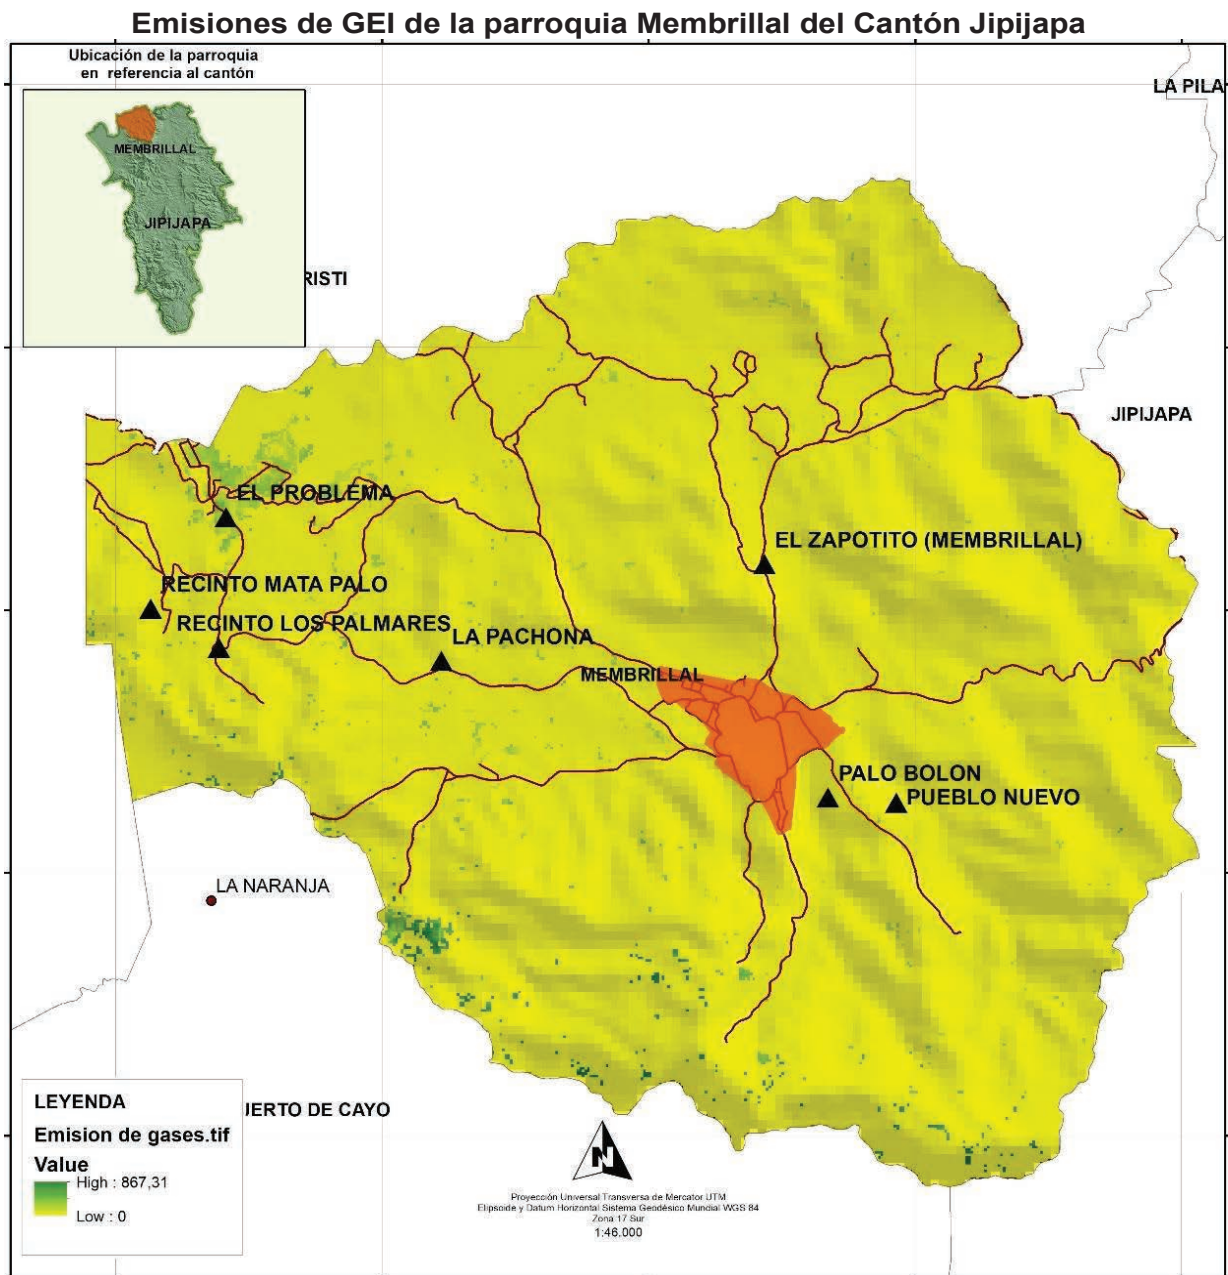 Emisiones de GEI de la parroquia Membrillal del Cantón Jipijapa
Ubicación de la parroquia
en referencia al cantón
MEMBRILLAL
JIPIJAPA
LA PILA
RISTI
JIPIJAPA
EL PROBLEMA
EL ZAPOTITO (MEMBRILLAL)
RECINTO MATA PALO
RECINTO LOS PALMARES
LA PACHONA
MEMBRILLAL
PALO BOLON
PUEBLO NUEVO
LA NARANJA
LEYENDA
Emision de gases.tif
Value
High : 867,31
Low : 0
UERTO DE CAYO
N
Proyección Universal Transversa de Mercator UTM
Elipsoide y Datum Horizontal Sistema Geodésico Mundial WGS 84
Zona 17 Sur
1:46.000